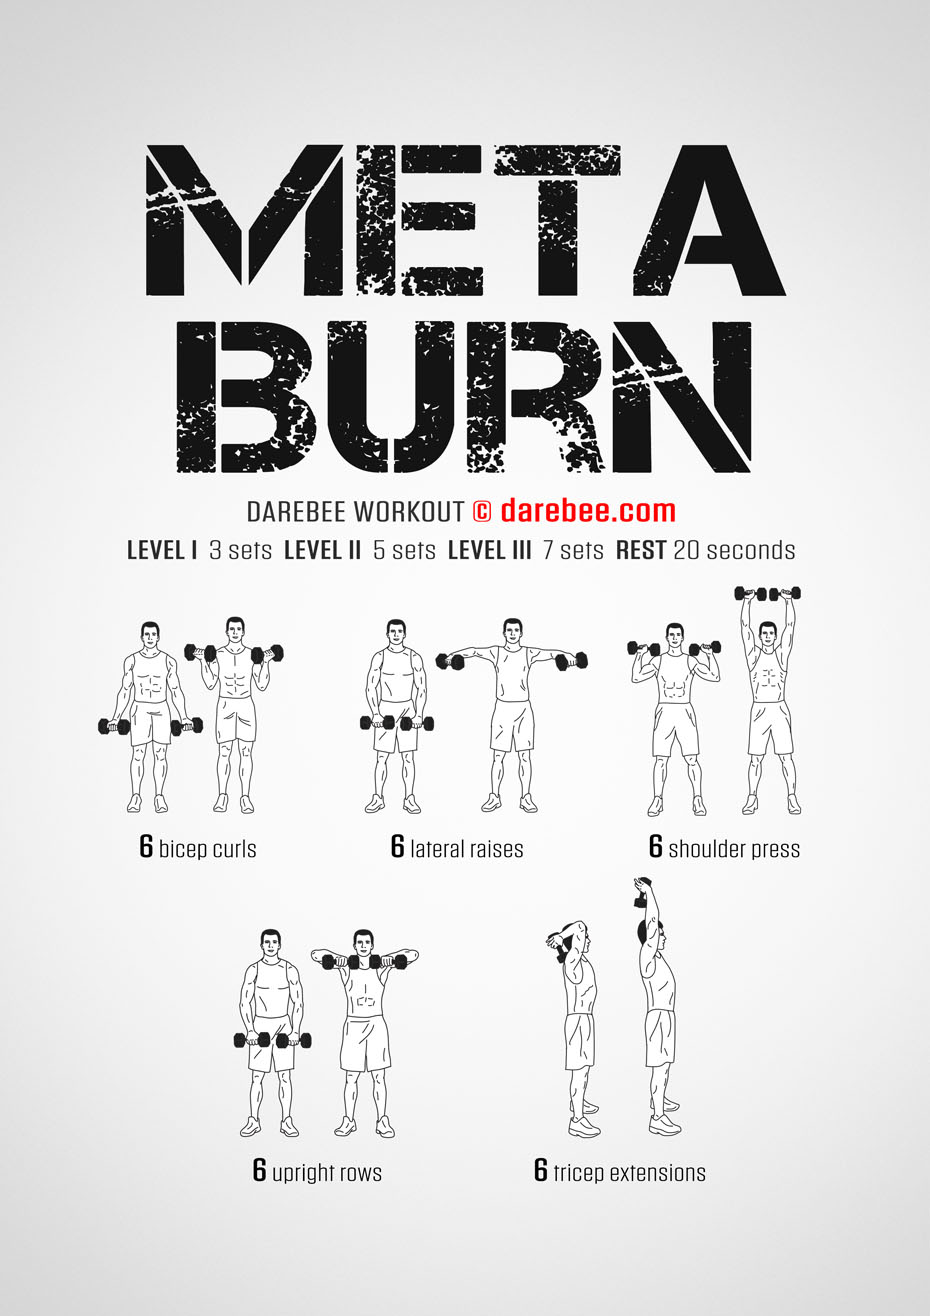 META
BURN
DAREBEE WORKOUT © darebee.com
LEVEL I 3 sets LEVEL II 5 sets LEVEL III 7 sets REST 20 seconds
6 bicep curls
6 lateral raises
6 shoulder press
6 upright rows
6 tricep extensions